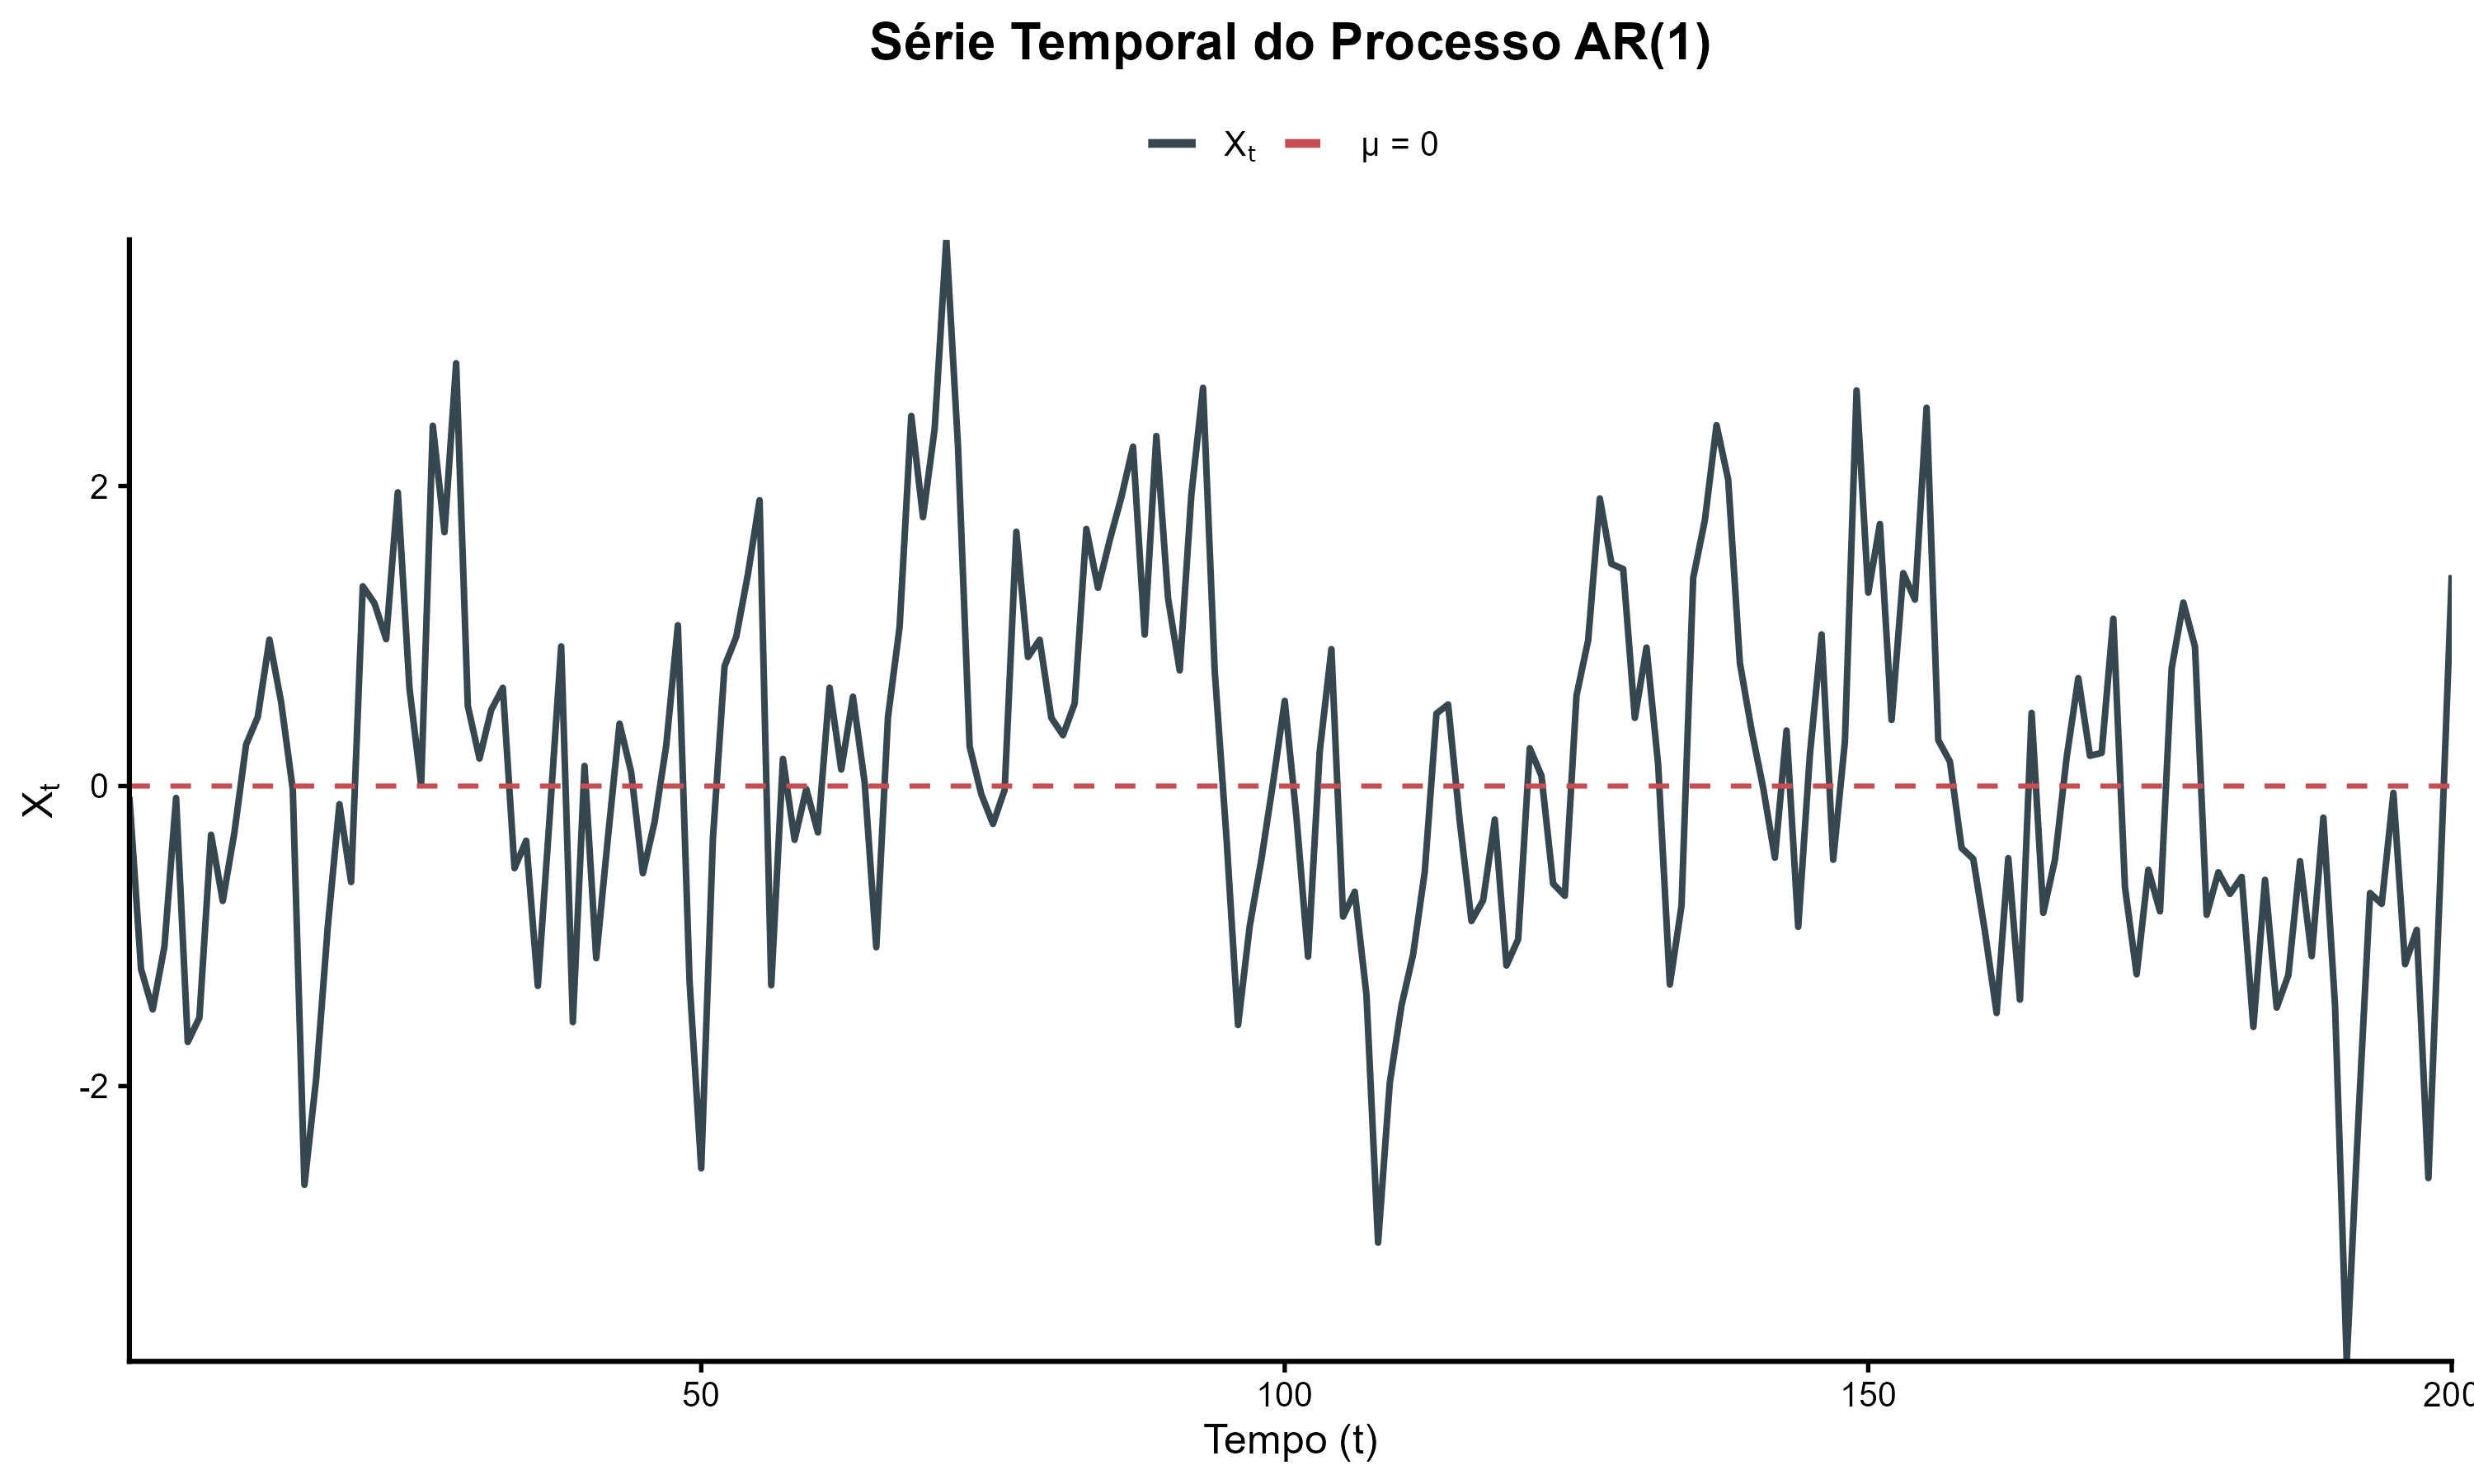 Série Temporal do Processo AR(1)
Xₜ μ = 0
Xₜ
2
0
-2
50 100 150 200
Tempo (t)